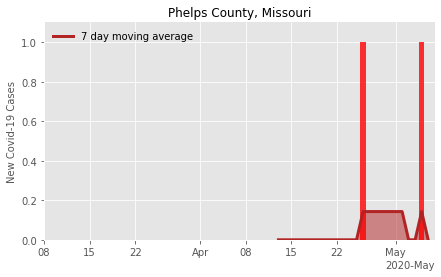 Phelps County, Missouri
7 day moving average
New Covid-19 Cases
1.0
0.8
0.6
0.4
0.2
0.0
08 15 22 Apr 08 15 22 May
2020-May